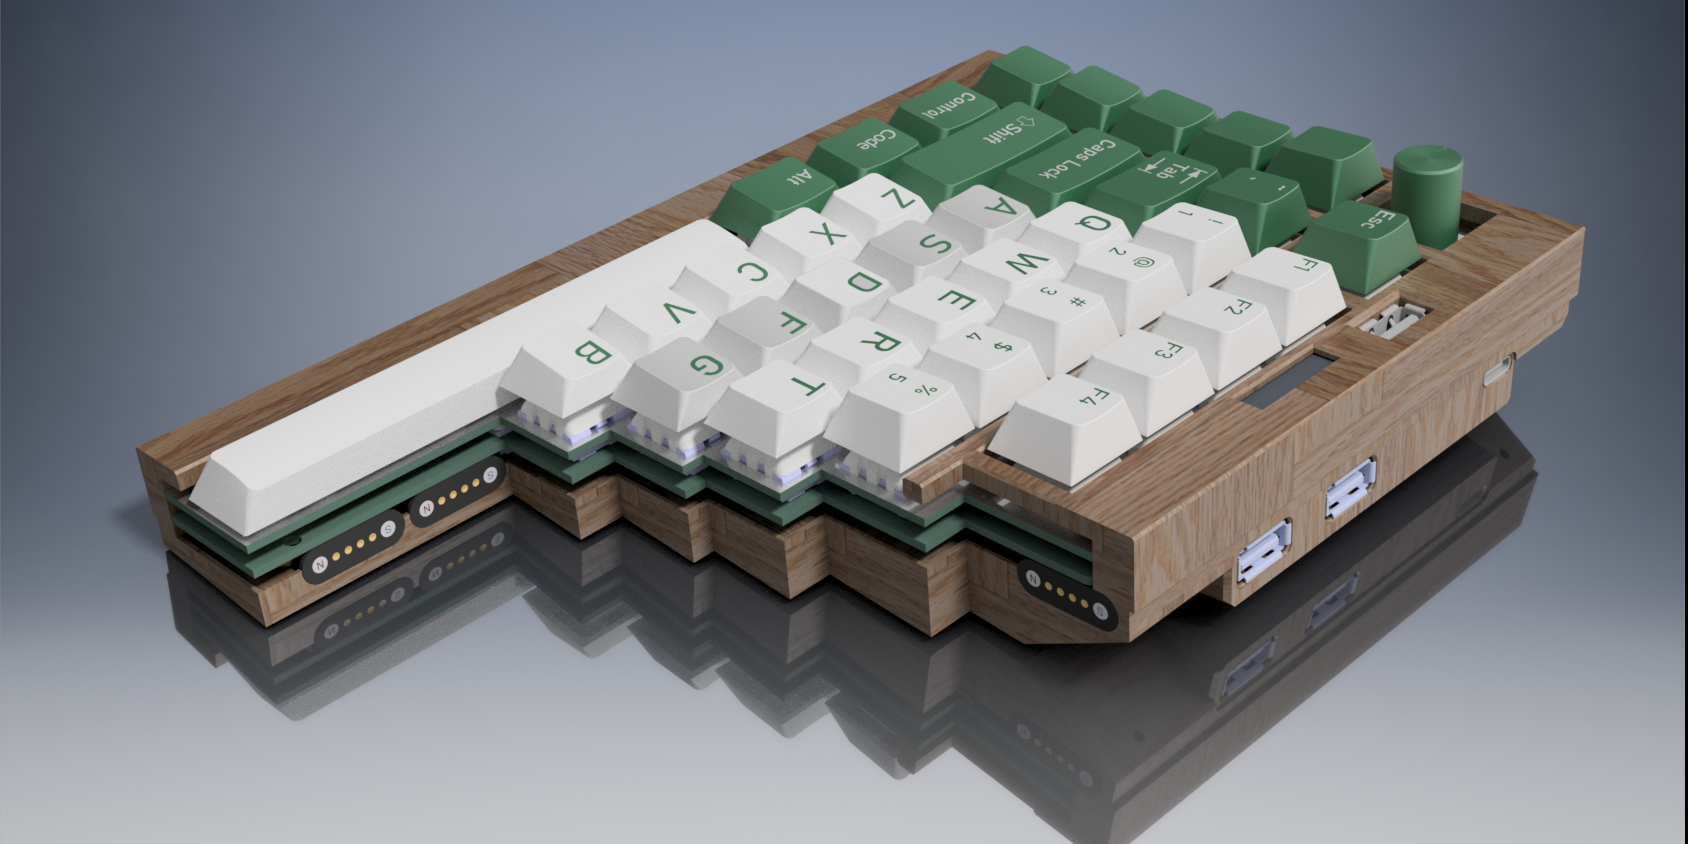 Esc
F1
F2
F3
F4
~ `
! 1
@ 2
# 3
$ 4
% 5
Tab
Q
W
E
R
T
Caps Lock
A
S
D
F
G
Shift
Z
X
C
V
B
Control
Code
Alt
N S
N S
N S